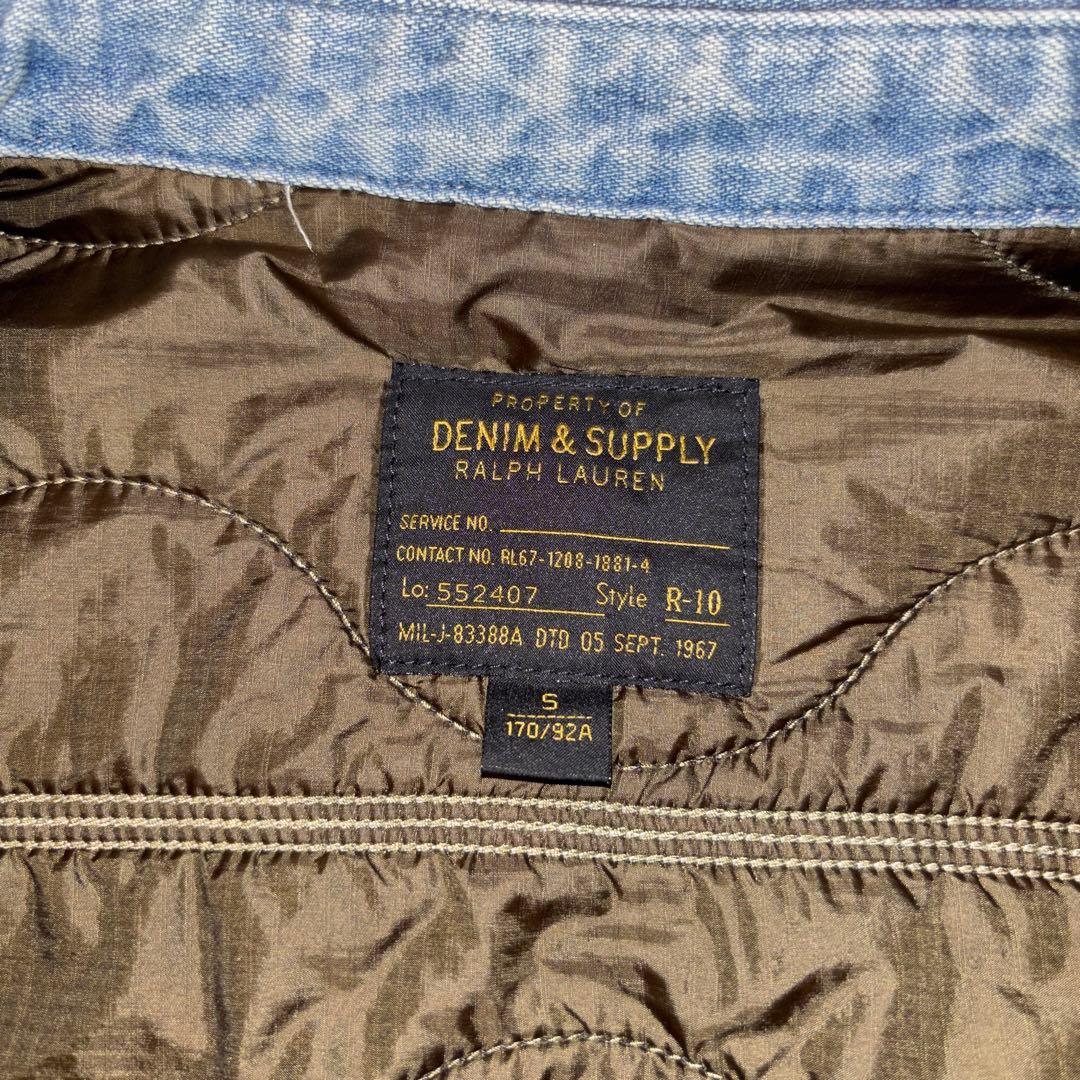 PROPERTY OF
DENIM & SUPPLY
RALPH LAUREN
SERVICE NO.
CONTACT NO. RL67-1208-1881-4
Lo: 552407 Style R-10
MIL-J-83388A DTD 05 SEPT. 1967
S
170/92A